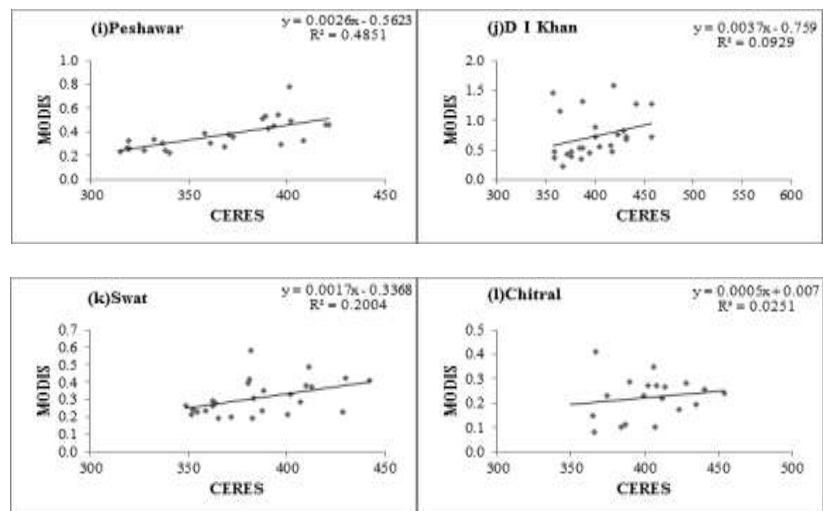 (i)Peshawar
y = 0.0026x - 0.5623
R² = 0.4851
1.0
0.8
0.6
0.4
0.2
0.0
MODIS
300 350 400 450
CERES
(j)D I Khan
y = 0.0037x - 0.759
R² = 0.0929
2.0
1.5
1.0
0.5
0.0
MODIS
300 350 400 450 500 550 600
CERES
(k)Swat
y = 0.0017x - 0.3368
R² = 0.2004
0.7
0.6
0.5
0.4
0.3
0.2
0.1
0.0
MODIS
300 350 400 450
CERES
(l)Chitral
y = 0.0005x + 0.007
R² = 0.0251
0.5
0.4
0.3
0.2
0.1
0.0
MODIS
300 350 400 450 500
CERES